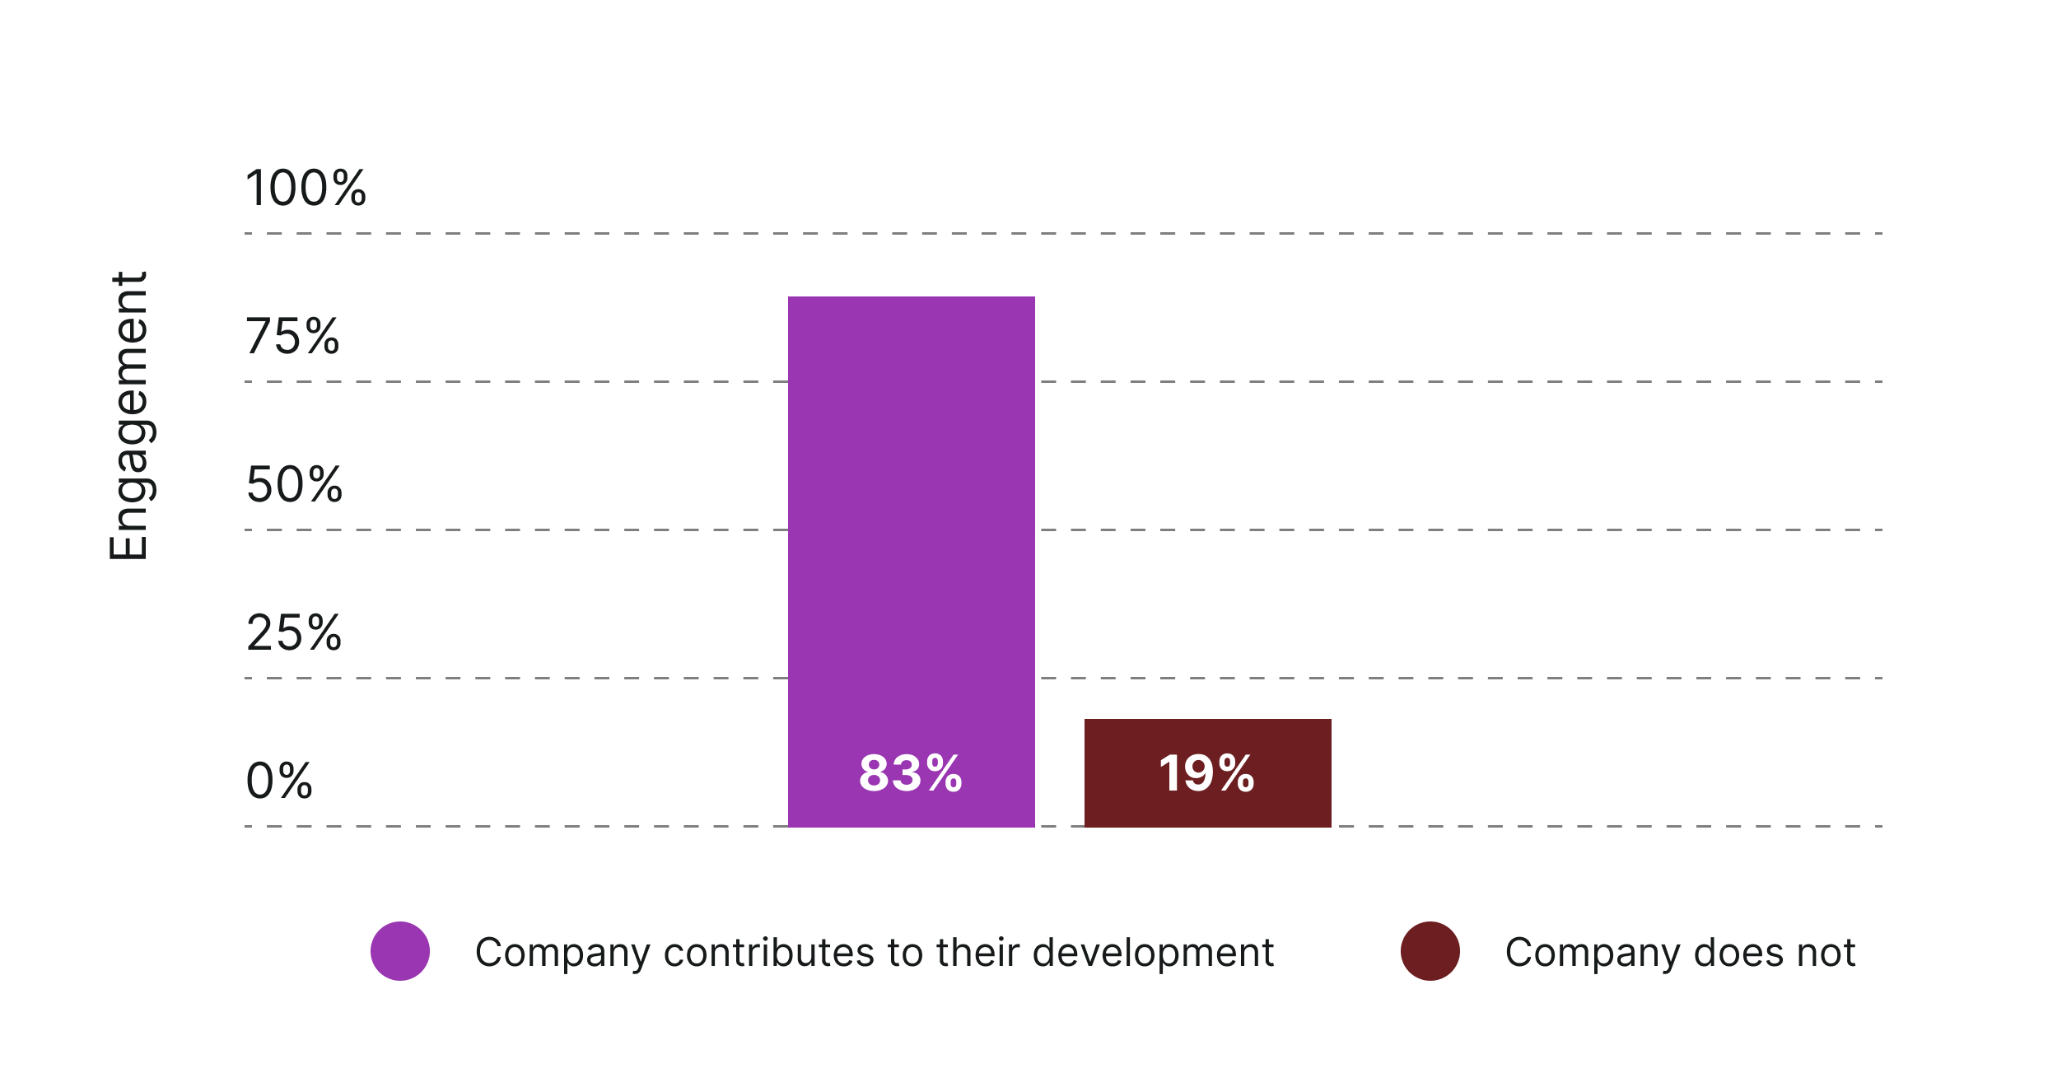 100%
75%
50%
25%
0%
Engagement
83%
19%
Company contributes to their development
Company does not